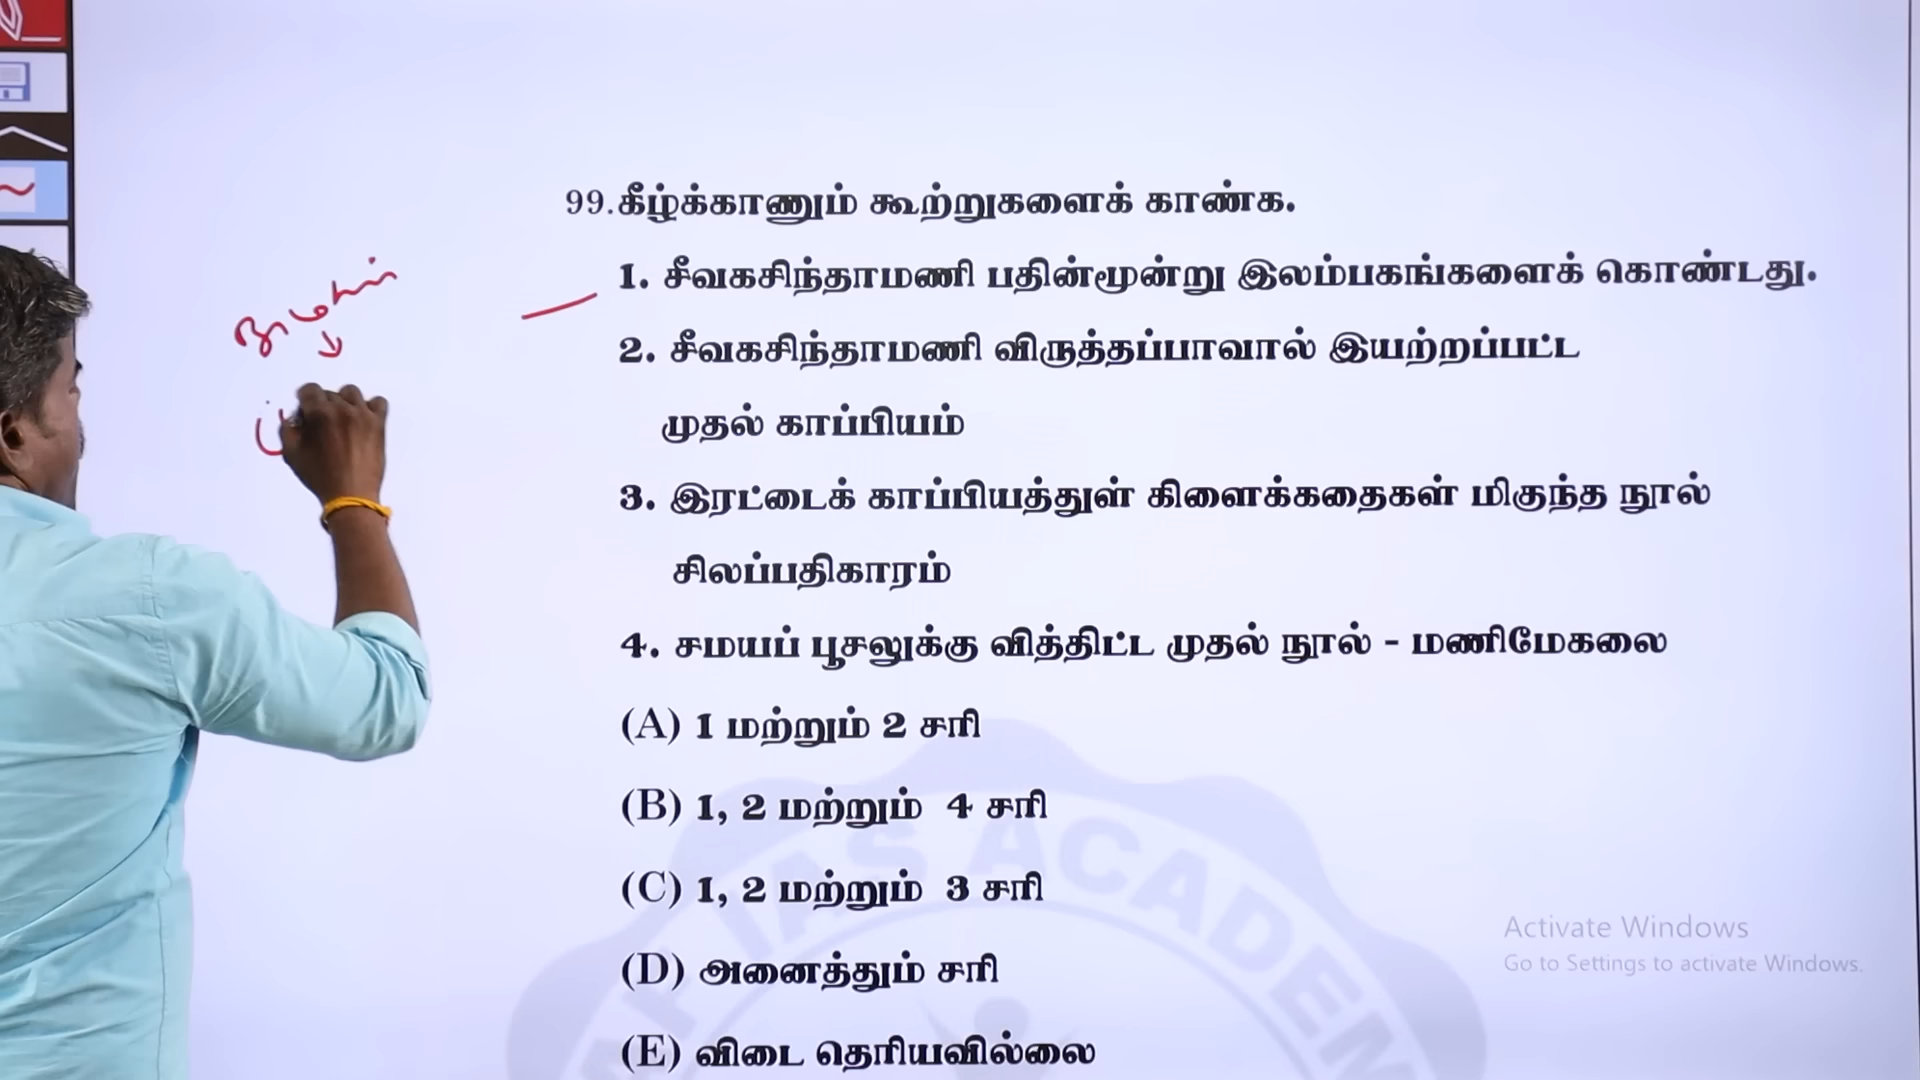 99.கீழ்க்காணும் கூற்றுகளைக் காண்க.
1. சீவகசிந்தாமணி பதின்மூன்று இலம்பகங்களைக் கொண்டது.
2. சீவகசிந்தாமணி விருத்தப்பாவால் இயற்றப்பட்ட
முதல் காப்பியம்
3. இரட்டைக் காப்பியத்துள் கிளைக்கதைகள் மிகுந்த நூல்
சிலப்பதிகாரம்
4. சமயப் பூசலுக்கு வித்திட்ட முதல் நூல் - மணிமேகலை
(A) 1 மற்றும் 2 சரி
(B) 1, 2 மற்றும் 4 சரி
(C) 1, 2 மற்றும் 3 சரி
(D) அனைத்தும் சரி
(E) விடை தெரியவில்லை
IAS ACADEM
Activate Windows
Go to Settings to activate Windows.